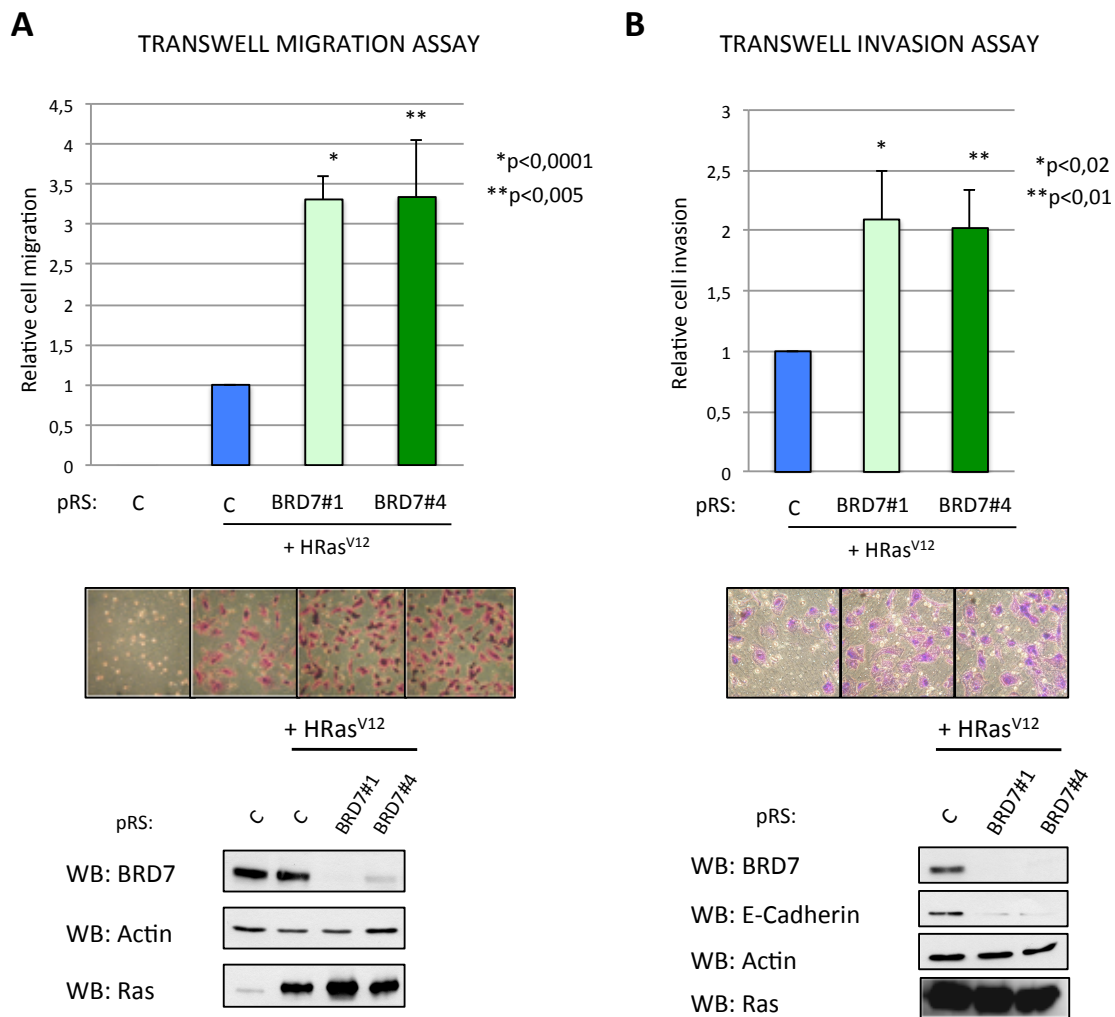 A
TRANSWELL MIGRATION ASSAY
Relative cell migration
4,5
4
3,5
3
2,5
2
1,5
1
0,5
0
*
**
*p<0,0001
**p<0,005
pRS: C C BRD7#1 BRD7#4
+ HRasV12
+ HRasV12
pRS: C C BRD7#1 BRD7#4
WB: BRD7
WB: Actin
WB: Ras
B
TRANSWELL INVASION ASSAY
Relative cell invasion
3
2,5
2
1,5
1
0,5
0
*
**
*p<0,02
**p<0,01
pRS: C BRD7#1 BRD7#4
+ HRasV12
+ HRasV12
pRS: C BRD7#1 BRD7#4
WB: BRD7
WB: E-Cadherin
WB: Actin
WB: Ras